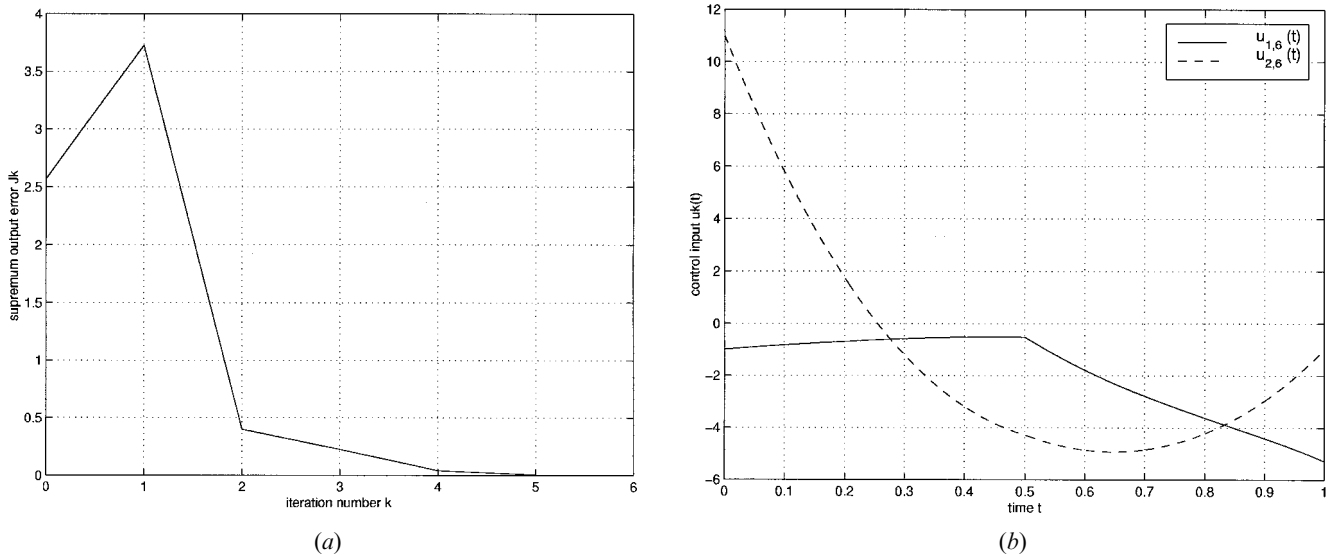 4
3.5
3
2.5
2
1.5
1
0.5
0
supremum output error Jk
0 1 2 3 4 5 6
iteration number k
(a)
12
10
8
6
4
2
0
−2
−4
−6
control input uk(t)
u1,6 (t)
u2,6 (t)
0 0.1 0.2 0.3 0.4 0.5 0.6 0.7 0.8 0.9 1
time t
(b)